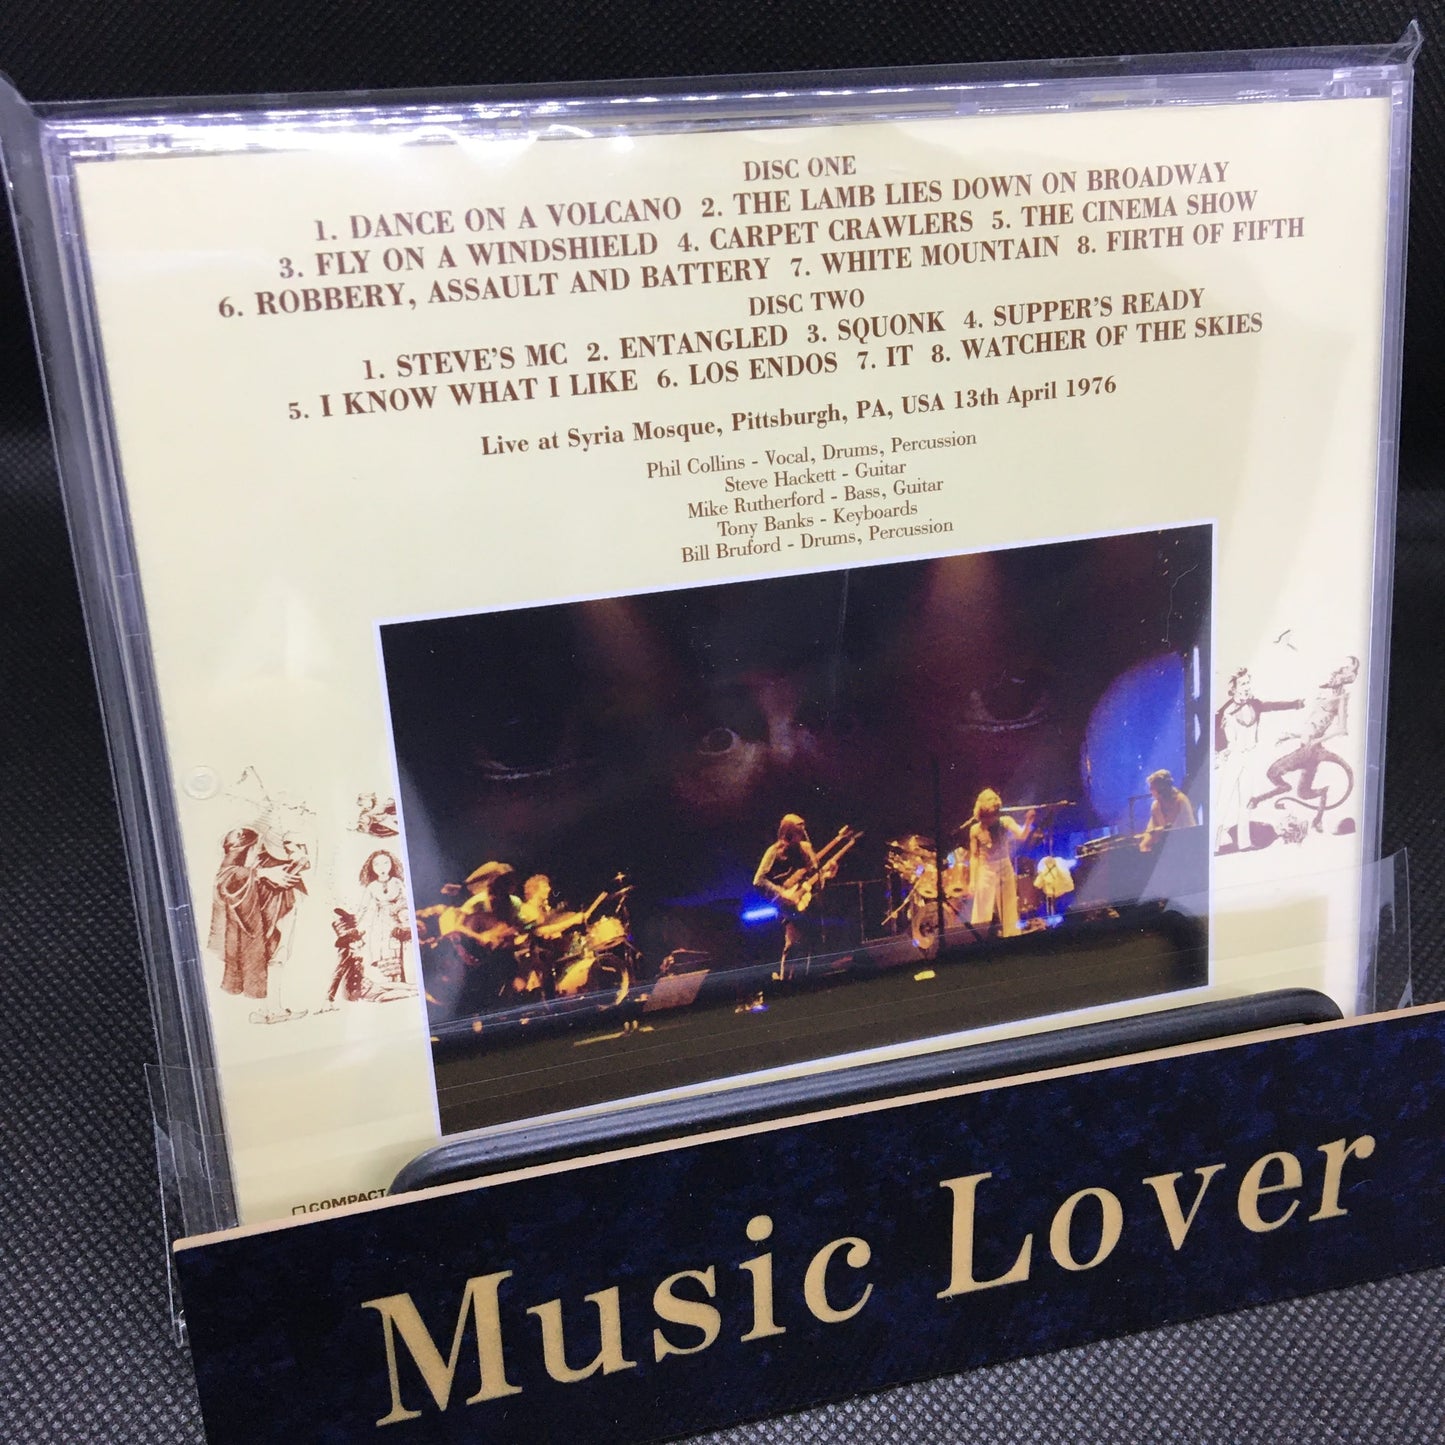 DISC ONE
1. DANCE ON A VOLCANO 2. THE LAMB LIES DOWN ON BROADWAY
3. FLY ON A WINDSHIELD 4. CARPET CRAWLERS 5. THE CINEMA SHOW
6. ROBBERY, ASSAULT AND BATTERY 7. WHITE MOUNTAIN 8. FIRTH OF FIFTH
DISC TWO
1. STEVE'S MC 2. ENTANGLED 3. SQUONK 4. SUPPER'S READY
5. I KNOW WHAT I LIKE 6. LOS ENDOS 7. IT 8. WATCHER OF THE SKIES
Live at Syria Mosque, Pittsburgh, PA, USA 13th April 1976
Phil Collins - Vocal, Drums, Percussion
Steve Hackett - Guitar
Mike Rutherford - Bass, Guitar
Tony Banks - Keyboards
Bill Bruford - Drums, Percussion
COMPACT
Music Lover